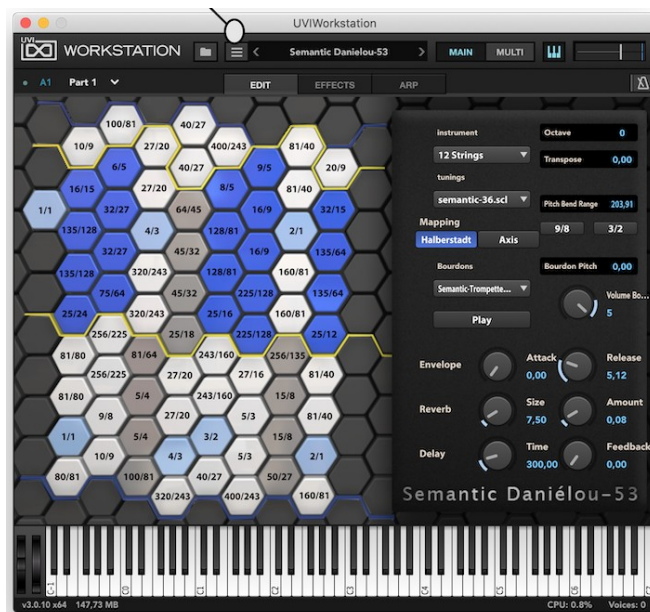 UVIWorkstation
UVI WORKSTATION
Semantic Danielou-53
MAIN MULTI
A1 Part 1
EDIT EFFECTS ARP
100/81 40/27
10/9 27/20 400/243 81/40
6/5 40/27 9/5 20/9
16/15 27/20 8/5 81/40
1/1 32/27 64/45 16/9 32/15
135/128 4/3 128/81 2/1
32/27 45/32 16/9 135/64
135/128 320/243 128/81 160/81
75/64 45/32 225/128 135/64
25/24 320/243 25/16 160/81
256/225 25/18 225/128 25/12
81/80 81/64 243/160 256/135
256/225 27/20 27/16 81/40
81/80 5/4 243/160 15/8
9/8 27/20 5/3 81/40
1/1 5/4 3/2 15/8
10/9 4/3 5/3 2/1
80/81 100/81 27/20 40/27 50/27
320/243 400/243 160/81
instrument
12 Strings
tunings
semantic-36.scl
Mapping
Halberstadt Axis
Bourdons
Semantic-Trompette...
Play
Octave 0
Transpose 0,00
Pitch Bend Range 203,91
9/8 3/2
Bourdon Pitch 0,00
Volume Bo...
5
Envelope Attack 0,00 Release 5,12
Reverb Size 7,50 Amount 0,08
Delay Time 300,00 Feedback 0,00
Semantic Daniélou-53
C-1 C0 C1 C2 C3 C4 C5 C6
v3.0.10 x64 147,73 MB CPU: 0.8% Voices: 0